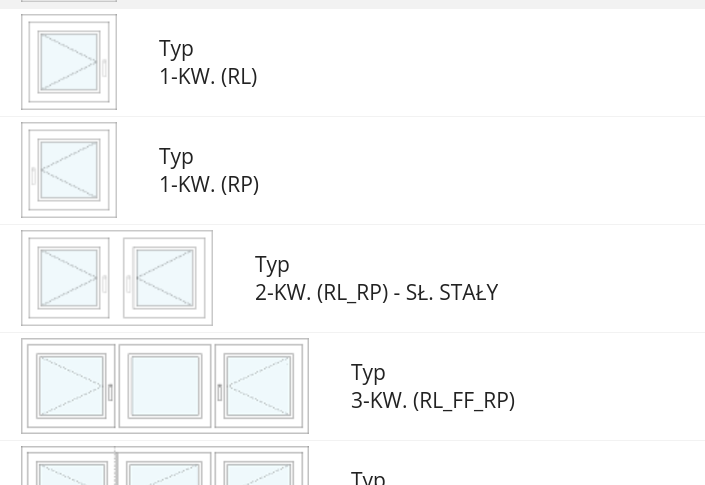 Typ
1-KW. (RL)
Typ
1-KW. (RP)
Typ
2-KW. (RL_RP) - SŁ. STAŁY
Typ
3-KW. (RL_FF_RP)
Typ